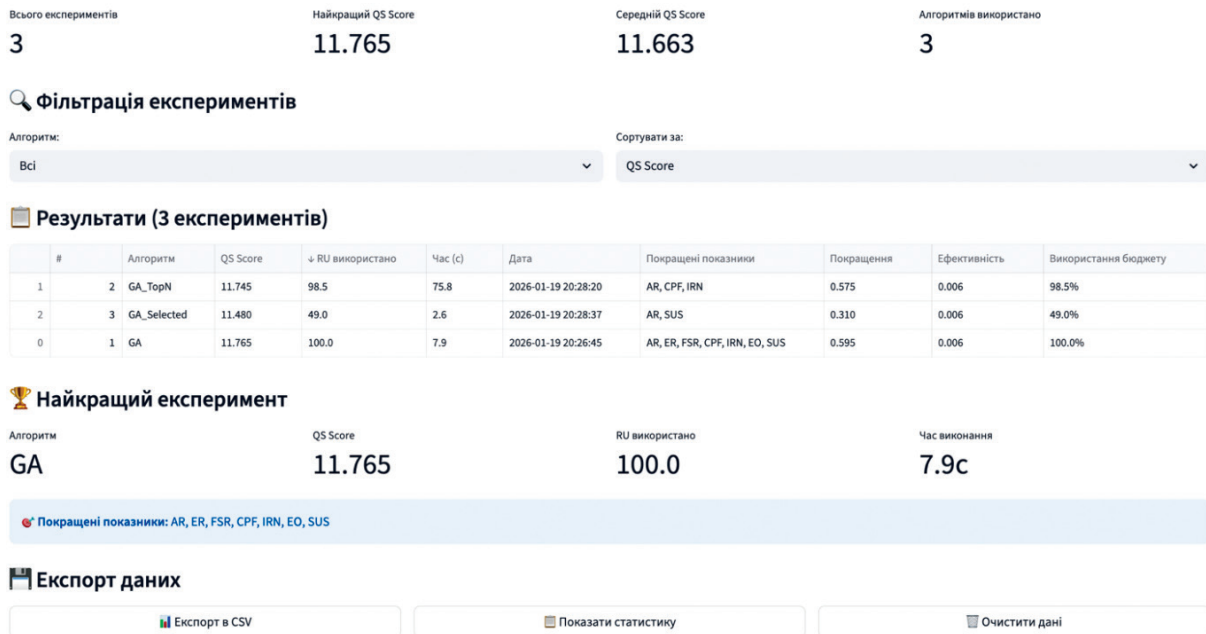 Всього експериментів Найкращий QS Score Середній QS Score Алгоритмів використано
3 11.765 11.663 3
🔍 Фільтрація експериментів
Алгоритм: Сортувати за:
Всі QS Score
📋 Результати (3 експериментів)
# Алгоритм QS Score ↓ RU використано Час (с) Дата Покращені показники Покращення Ефективність Використання бюджету
1 2 GA_TopN 11.745 98.5 75.8 2026-01-19 20:28:20 AR, CPF, IRN 0.575 0.006 98.5%
2 3 GA_Selected 11.480 49.0 2.6 2026-01-19 20:28:37 AR, SUS 0.310 0.006 49.0%
0 1 GA 11.765 100.0 7.9 2026-01-19 20:26:45 AR, ER, FSR, CPF, IRN, EO, SUS 0.595 0.006 100.0%
🏆 Найкращий експеримент
Алгоритм QS Score RU використано Час виконання
GA 11.765 100.0 7.9с
🎯 Покращені показники: AR, ER, FSR, CPF, IRN, EO, SUS
💾 Експорт даних
📊 Експорт в CSV 📋 Показати статистику 🗑️ Очистити дані